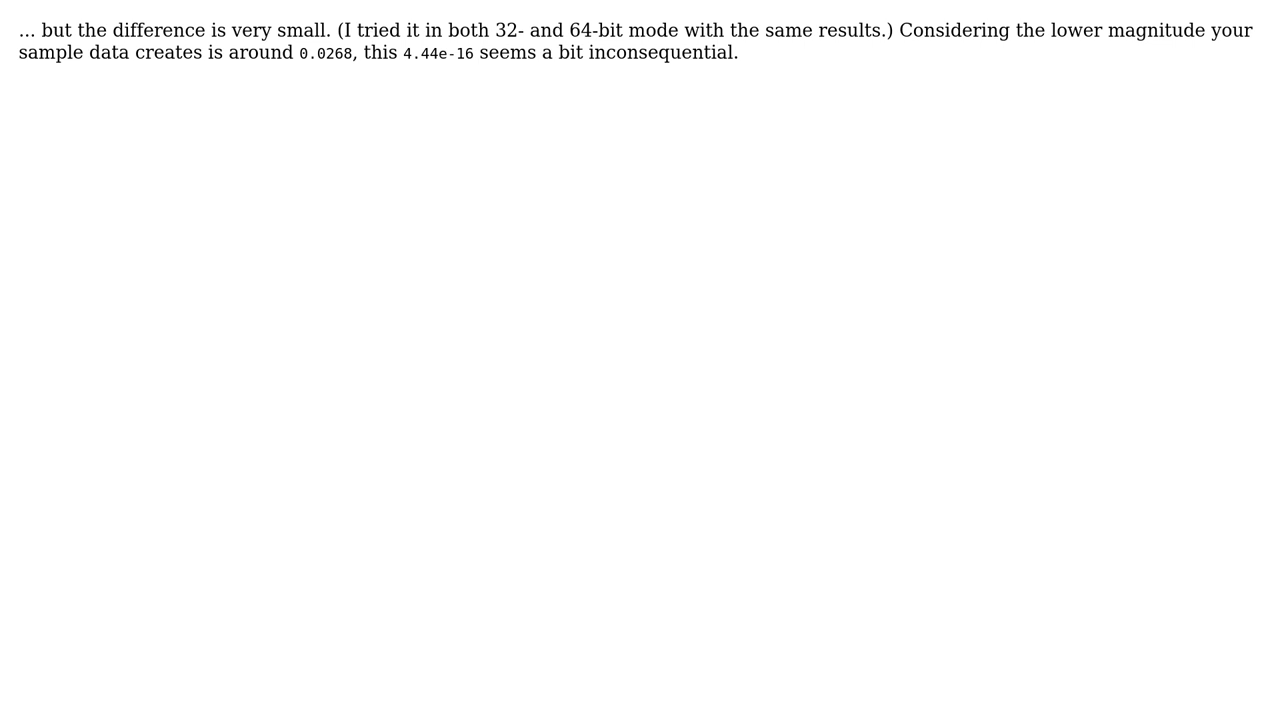 ... but the difference is very small. (I tried it in both 32- and 64-bit mode with the same results.) Considering the lower magnitude your
sample data creates is around 0.0268, this 4.44e-16 seems a bit inconsequential.